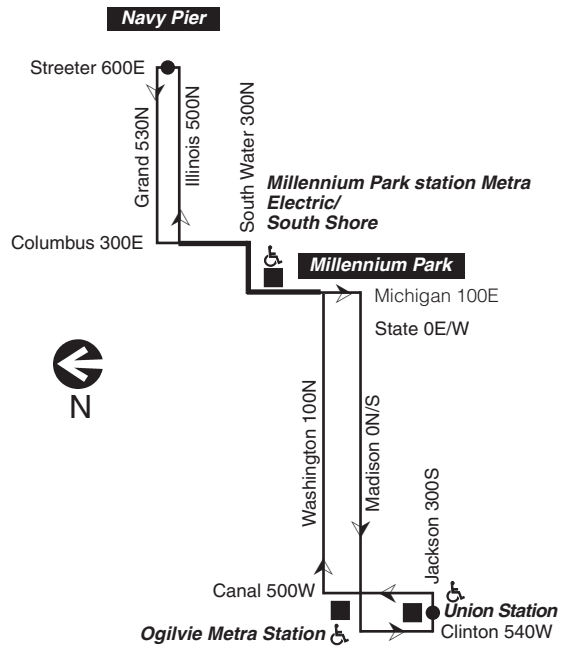 Navy Pier
Streeter 600E
Grand 530N
Illinois 500N
South Water 300N
Millennium Park station Metra
Electric/
South Shore
Columbus 300E
Millennium Park
Michigan 100E
State 0E/W
N
Washington 100N
Madison 0N/S
Jackson 300S
Canal 500W
Union Station
Ogilvie Metra Station
Clinton 540W